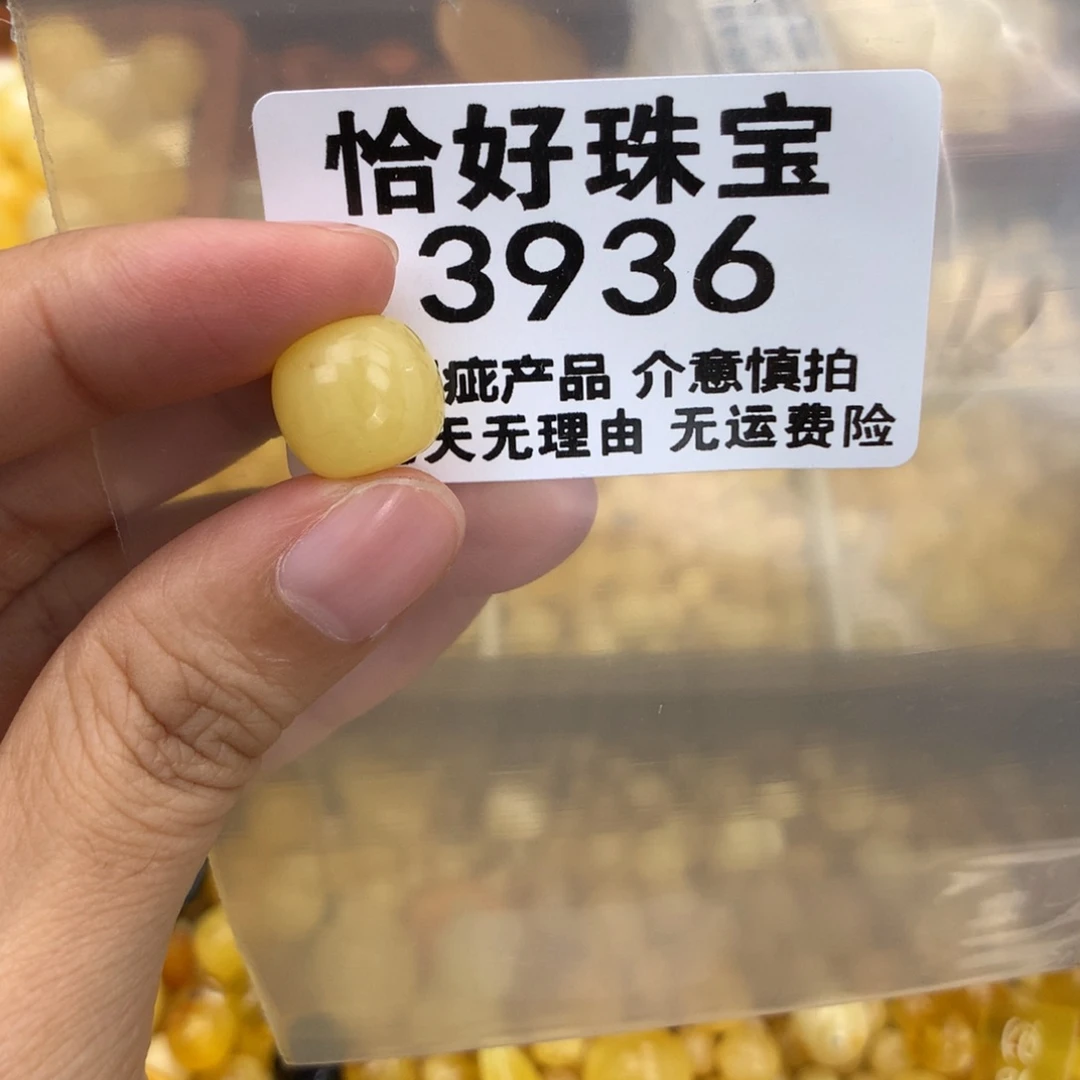 恰好珠宝
3936
疵产品 介意慎拍
天无理由 无运费险